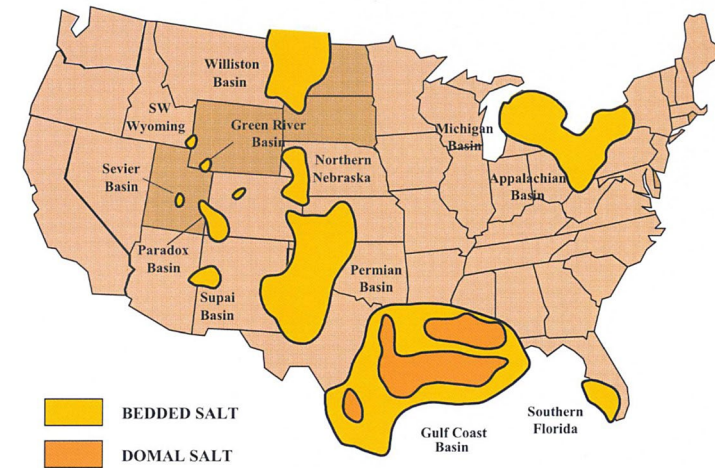 Williston
Basin
SW
Wyoming
Green River
Basin
Michigan
Basin
Sevier
Basin
Northern
Nebraska
Appalachian
Basin
Paradox
Basin
Permian
Basin
Supai
Basin
BEDDED SALT
DOMAL SALT
Gulf Coast
Basin
Southern
Florida